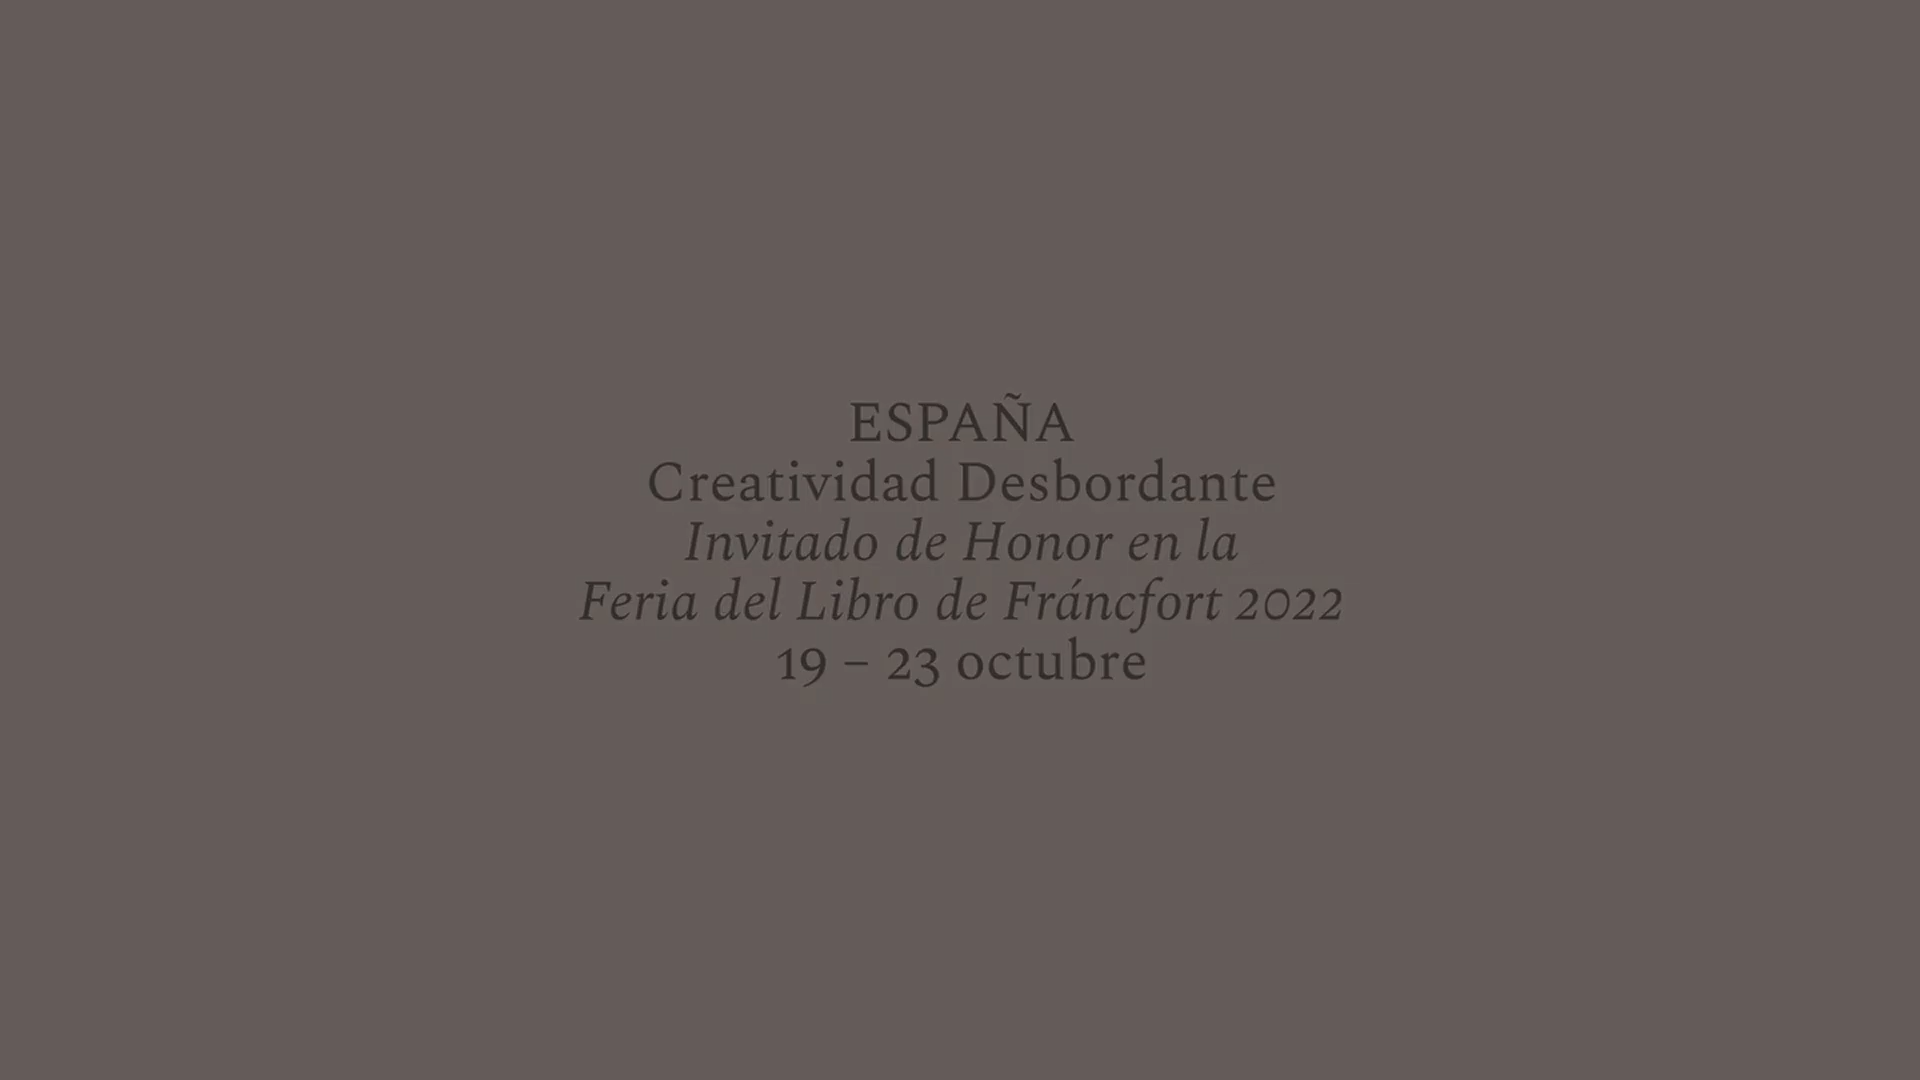 ESPAÑA
Creatividad Desbordante
Invitado de Honor en la
Feria del Libro de Fráncfort 2022
19 – 23 octubre